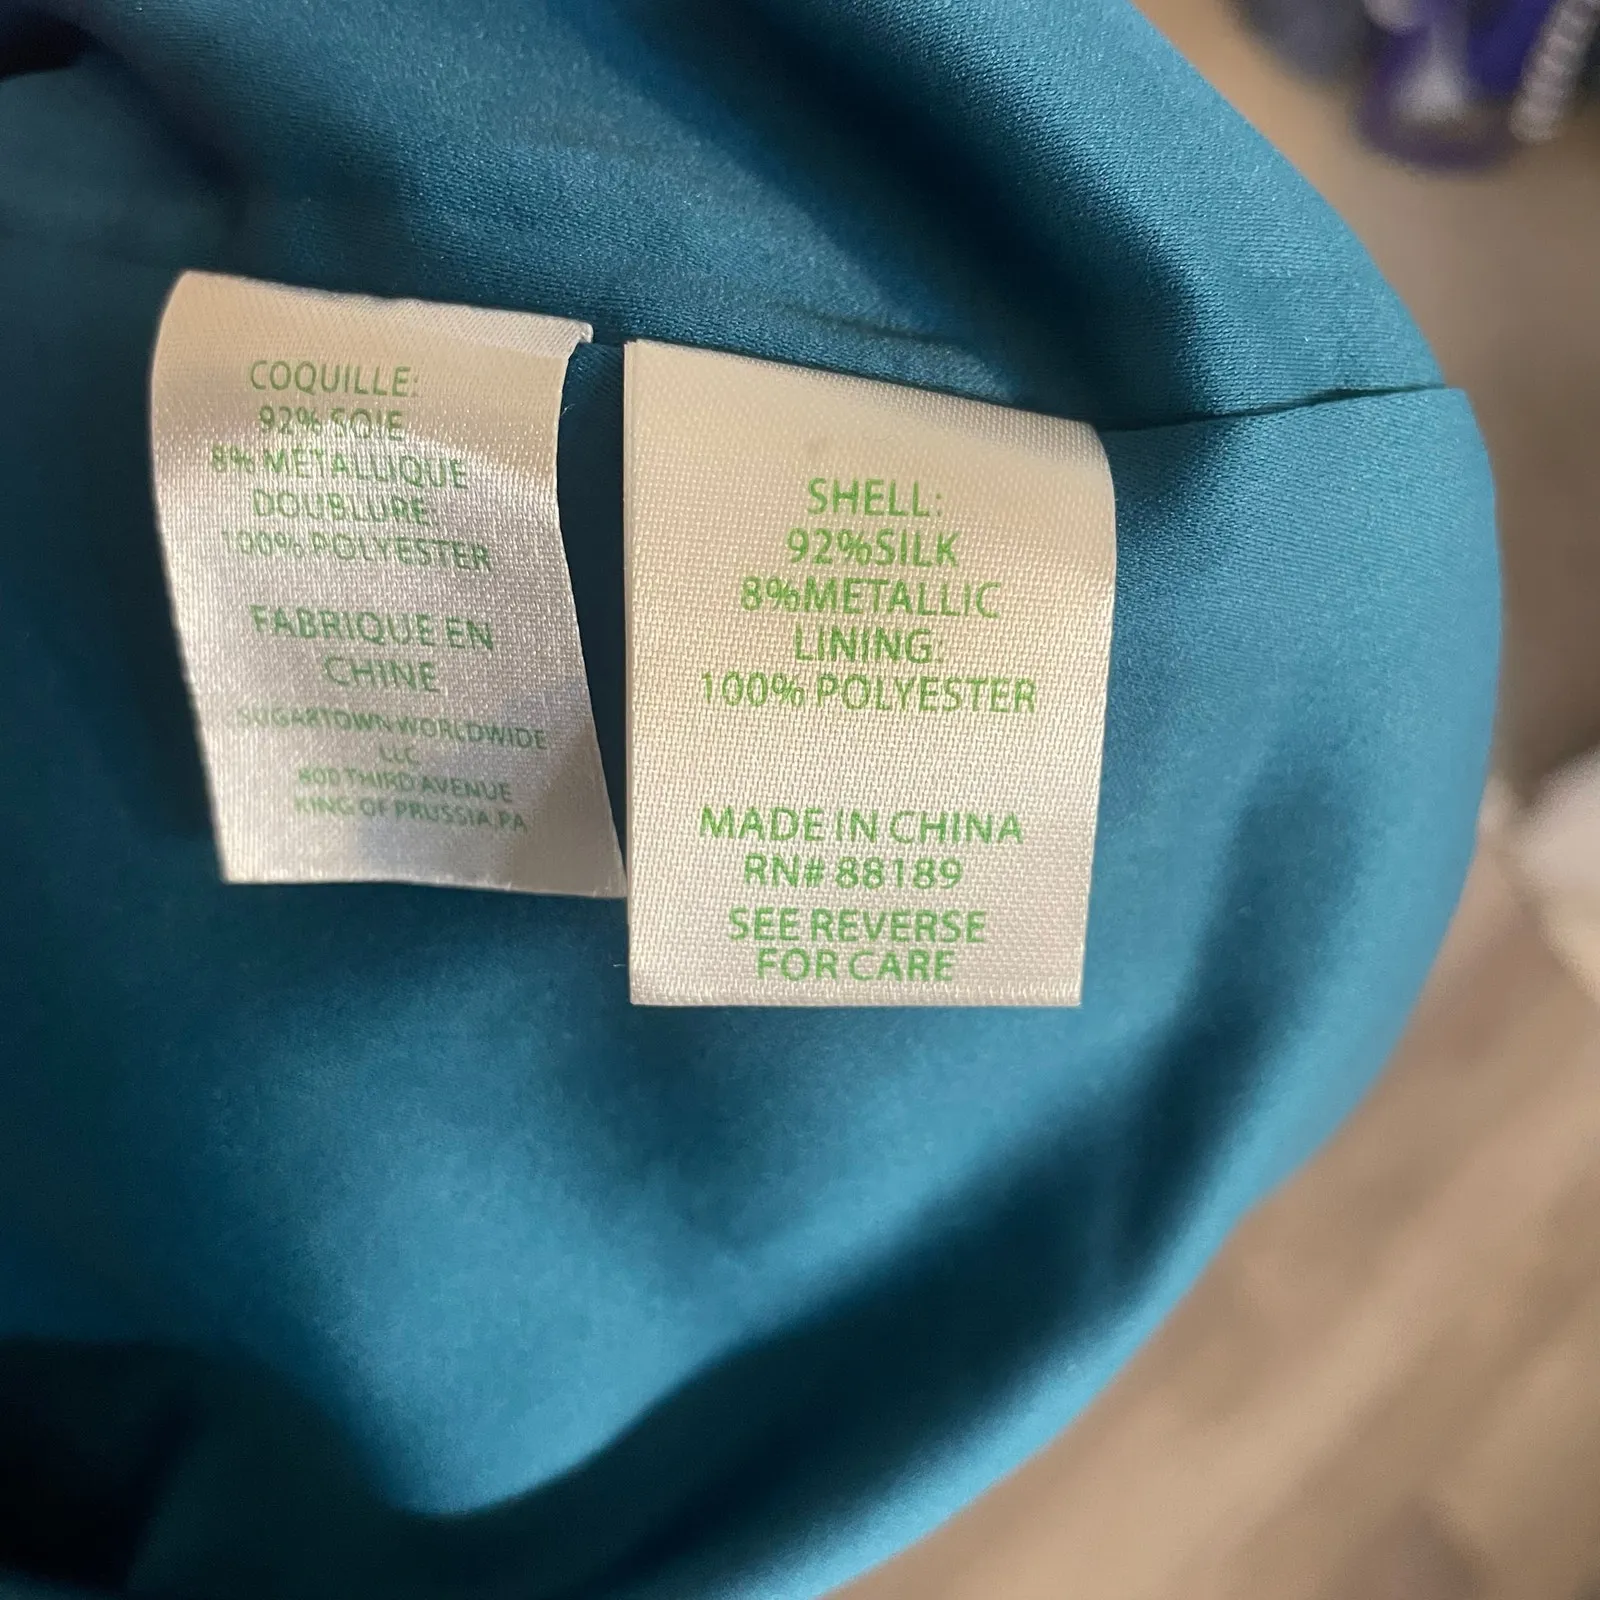 COQUILLE:
92% SOIE
8% METALLIQUE
DOUBLURE:
100% POLYESTER
FABRIQUE EN
CHINE
SUGARTOWN WORLDWIDE
LLC
800 THIRD AVENUE
KING OF PRUSSIA, PA
SHELL:
92%SILK
8%METALLIC
LINING:
100% POLYESTER
MADE IN CHINA
RN# 88189
SEE REVERSE
FOR CARE